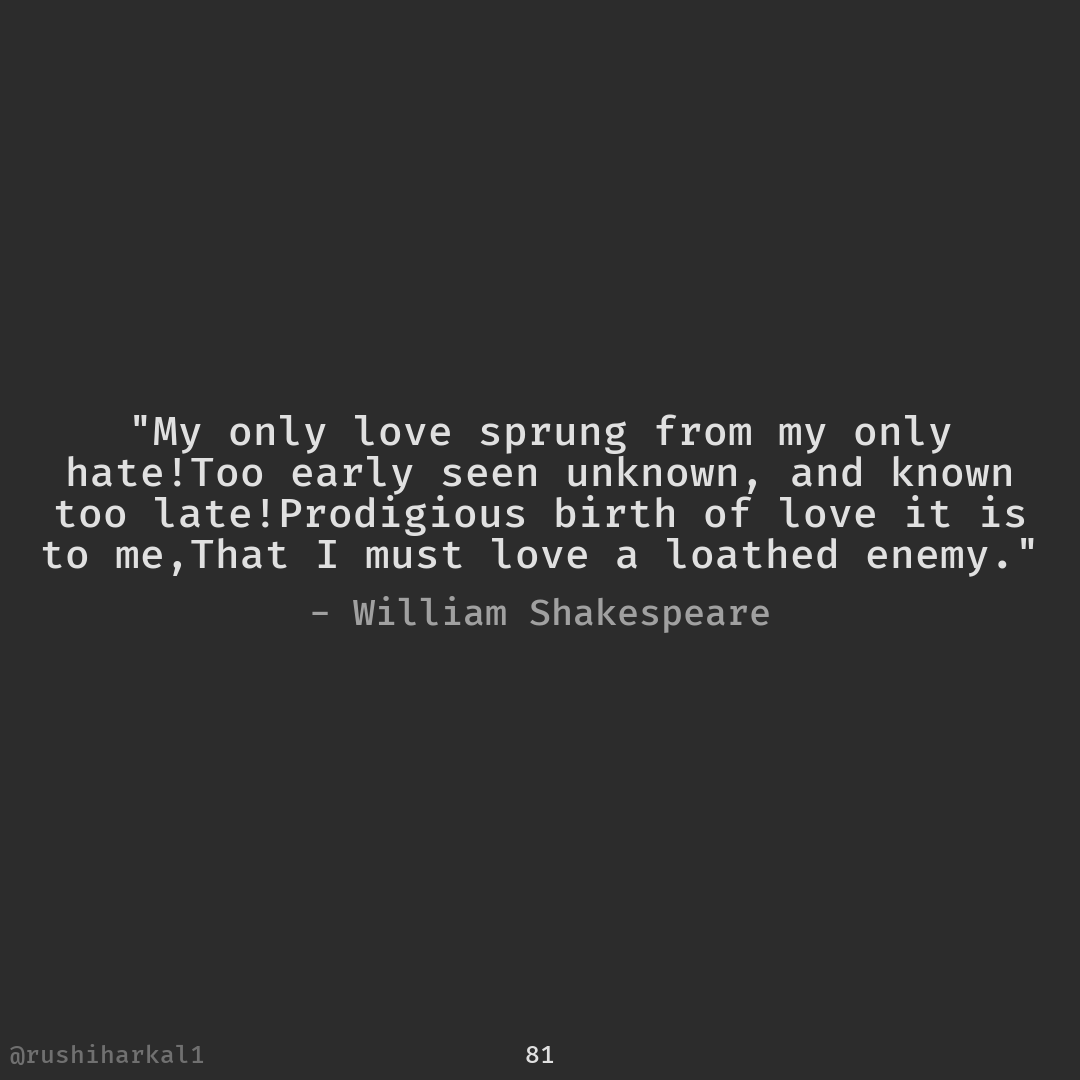 "My only love sprung from my only
hate!Too early seen unknown, and known
too late!Prodigious birth of love it is
to me,That I must love a loathed enemy."
- William Shakespeare
@rushiharkal1
81